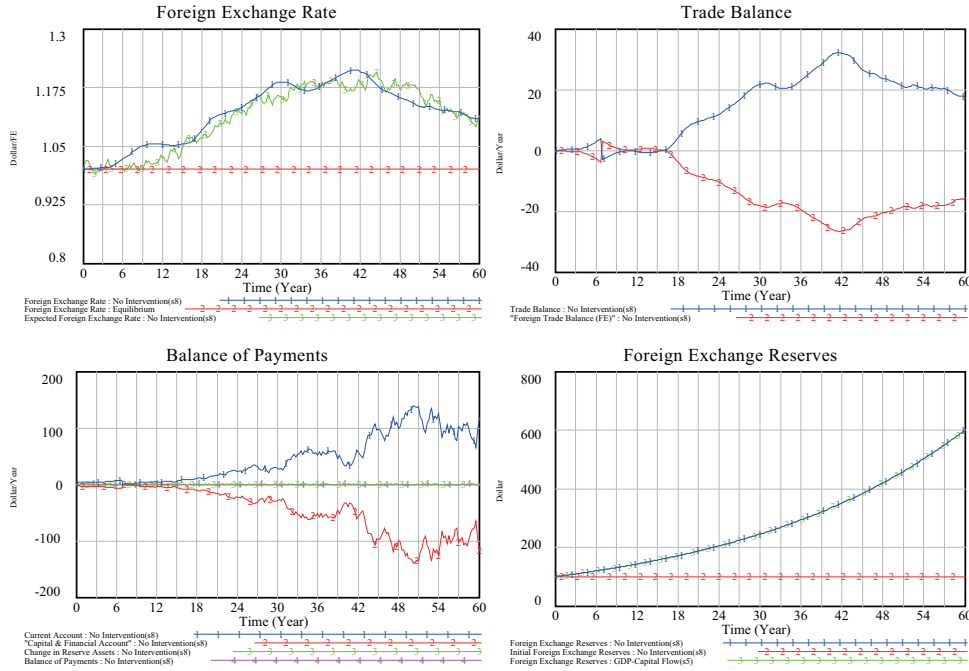 Foreign Exchange Rate
1.3
1.175
1.05
0.925
0.8
Dollar/FE
0 6 12 18 24 30 36 42 48 54 60
Time (Year)
Foreign Exchange Rate : No Intervention(s8)
Foreign Exchange Rate : Equilibrium
Expected Foreign Exchange Rate : No Intervention(s8)
Trade Balance
40
20
0
-20
-40
Dollar/Year
0 6 12 18 24 30 36 42 48 54 60
Time (Year)
Trade Balance : No Intervention(s8)
"Foreign Trade Balance (FE)" : No Intervention(s8)
Balance of Payments
200
100
0
-100
-200
Dollar/Year
0 6 12 18 24 30 36 42 48 54 60
Time (Year)
Current Account : No Intervention(s8)
"Capital & Financial Account" : No Intervention(s8)
Change in Reserve Assets : No Intervention(s8)
Balance of Payments : No Intervention(s8)
Foreign Exchange Reserves
800
600
400
200
0
Dollar
0 6 12 18 24 30 36 42 48 54 60
Time (Year)
Foreign Exchange Reserves : No Intervention(s8)
Initial Foreign Exchange Reserves : No Intervention(s8)
Foreign Exchange Reserves : GDP-Capital Flow(s5)